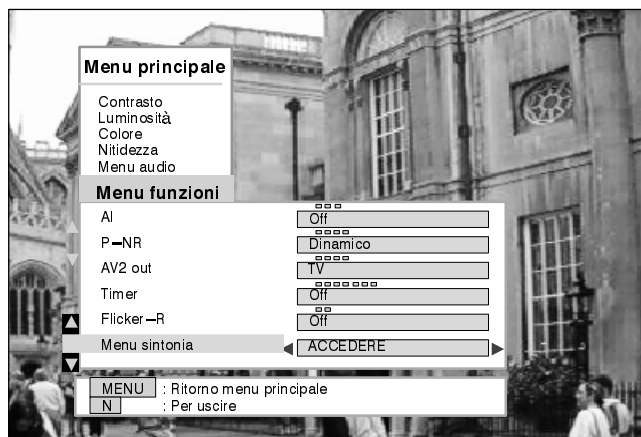 Menu principale
Contrasto
Luminosità
Colore
Nitidezza
Menu audio
Menu funzioni
AI Off
P–NR Dinamico
AV2 out TV
Timer Off
Flicker–R Off
Menu sintonia ACCEDERE
MENU : Ritorno menu principale
N : Per uscire